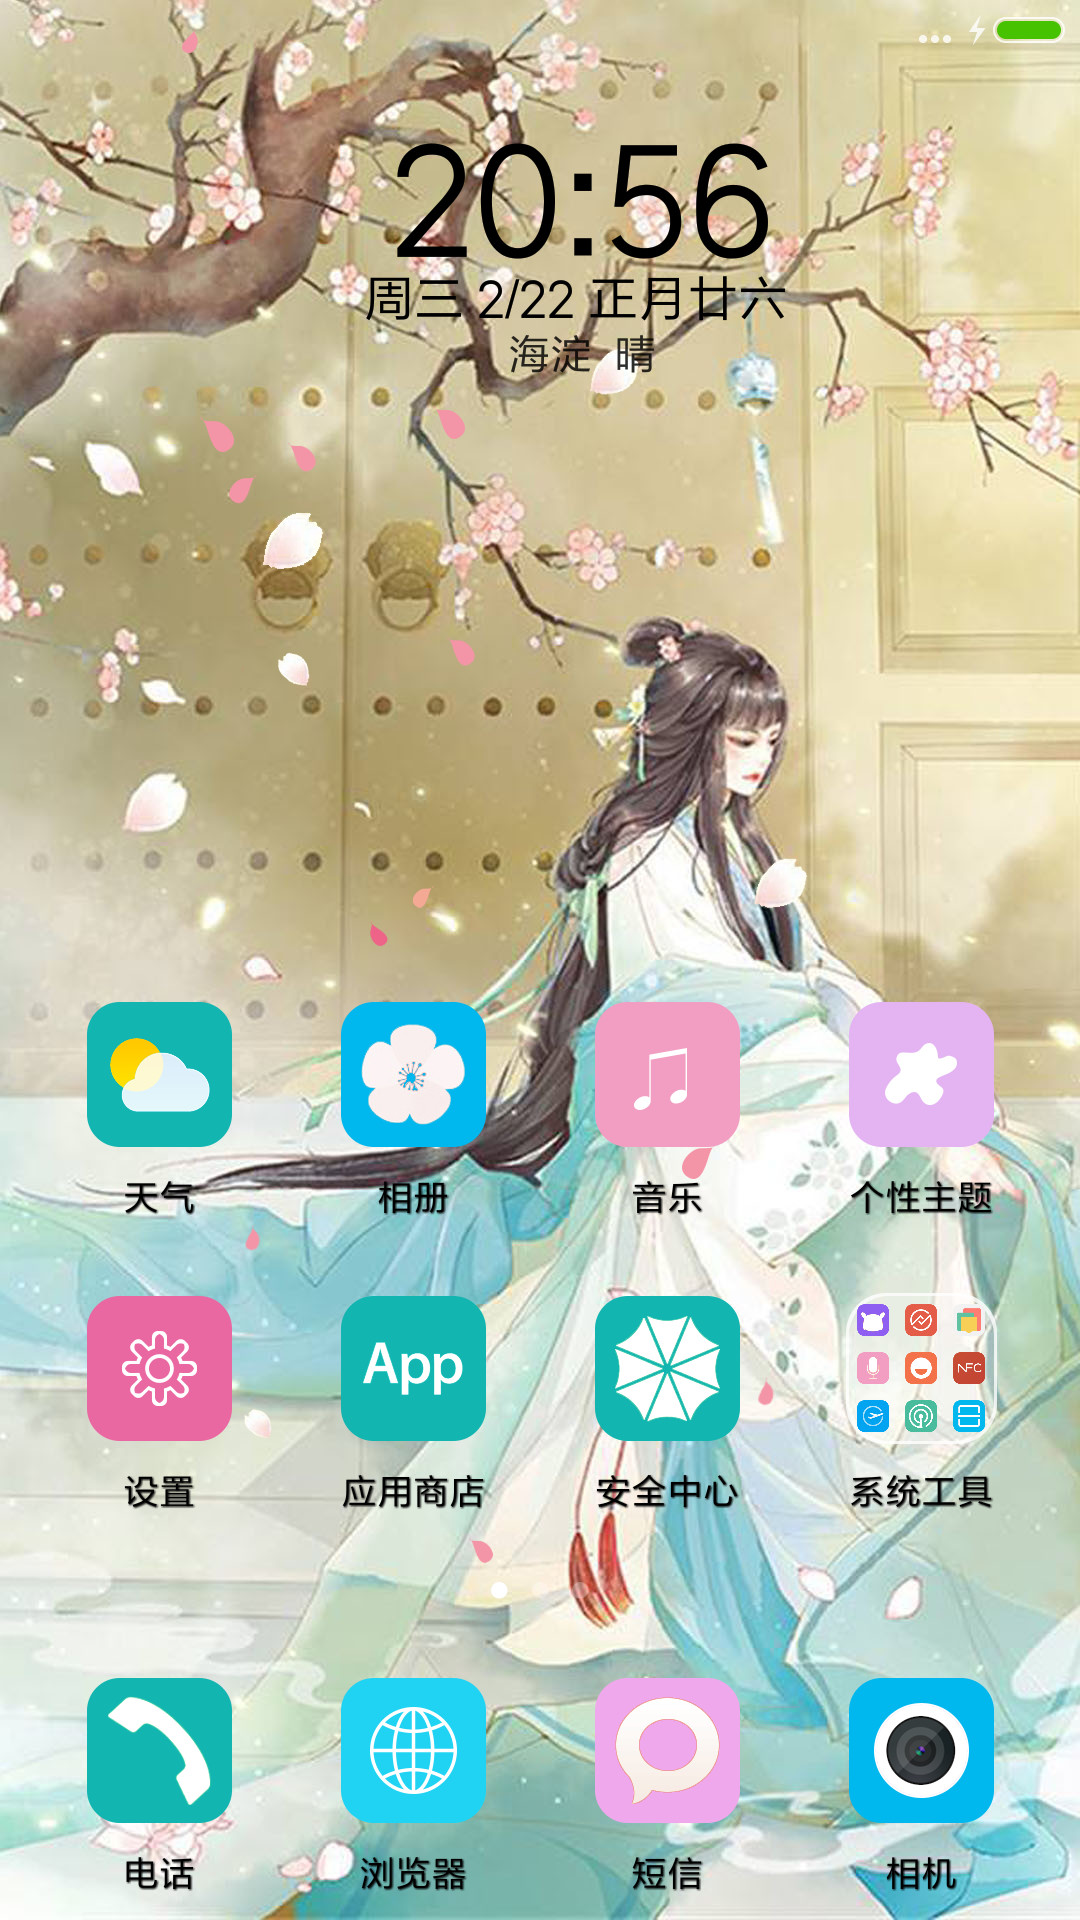 20:56
周三 2/22 正月廿六
海淀 晴
天气 相册 音乐 个性主题
App
NFC
设置 应用商店 安全中心 系统工具
电话 浏览器 短信 相机